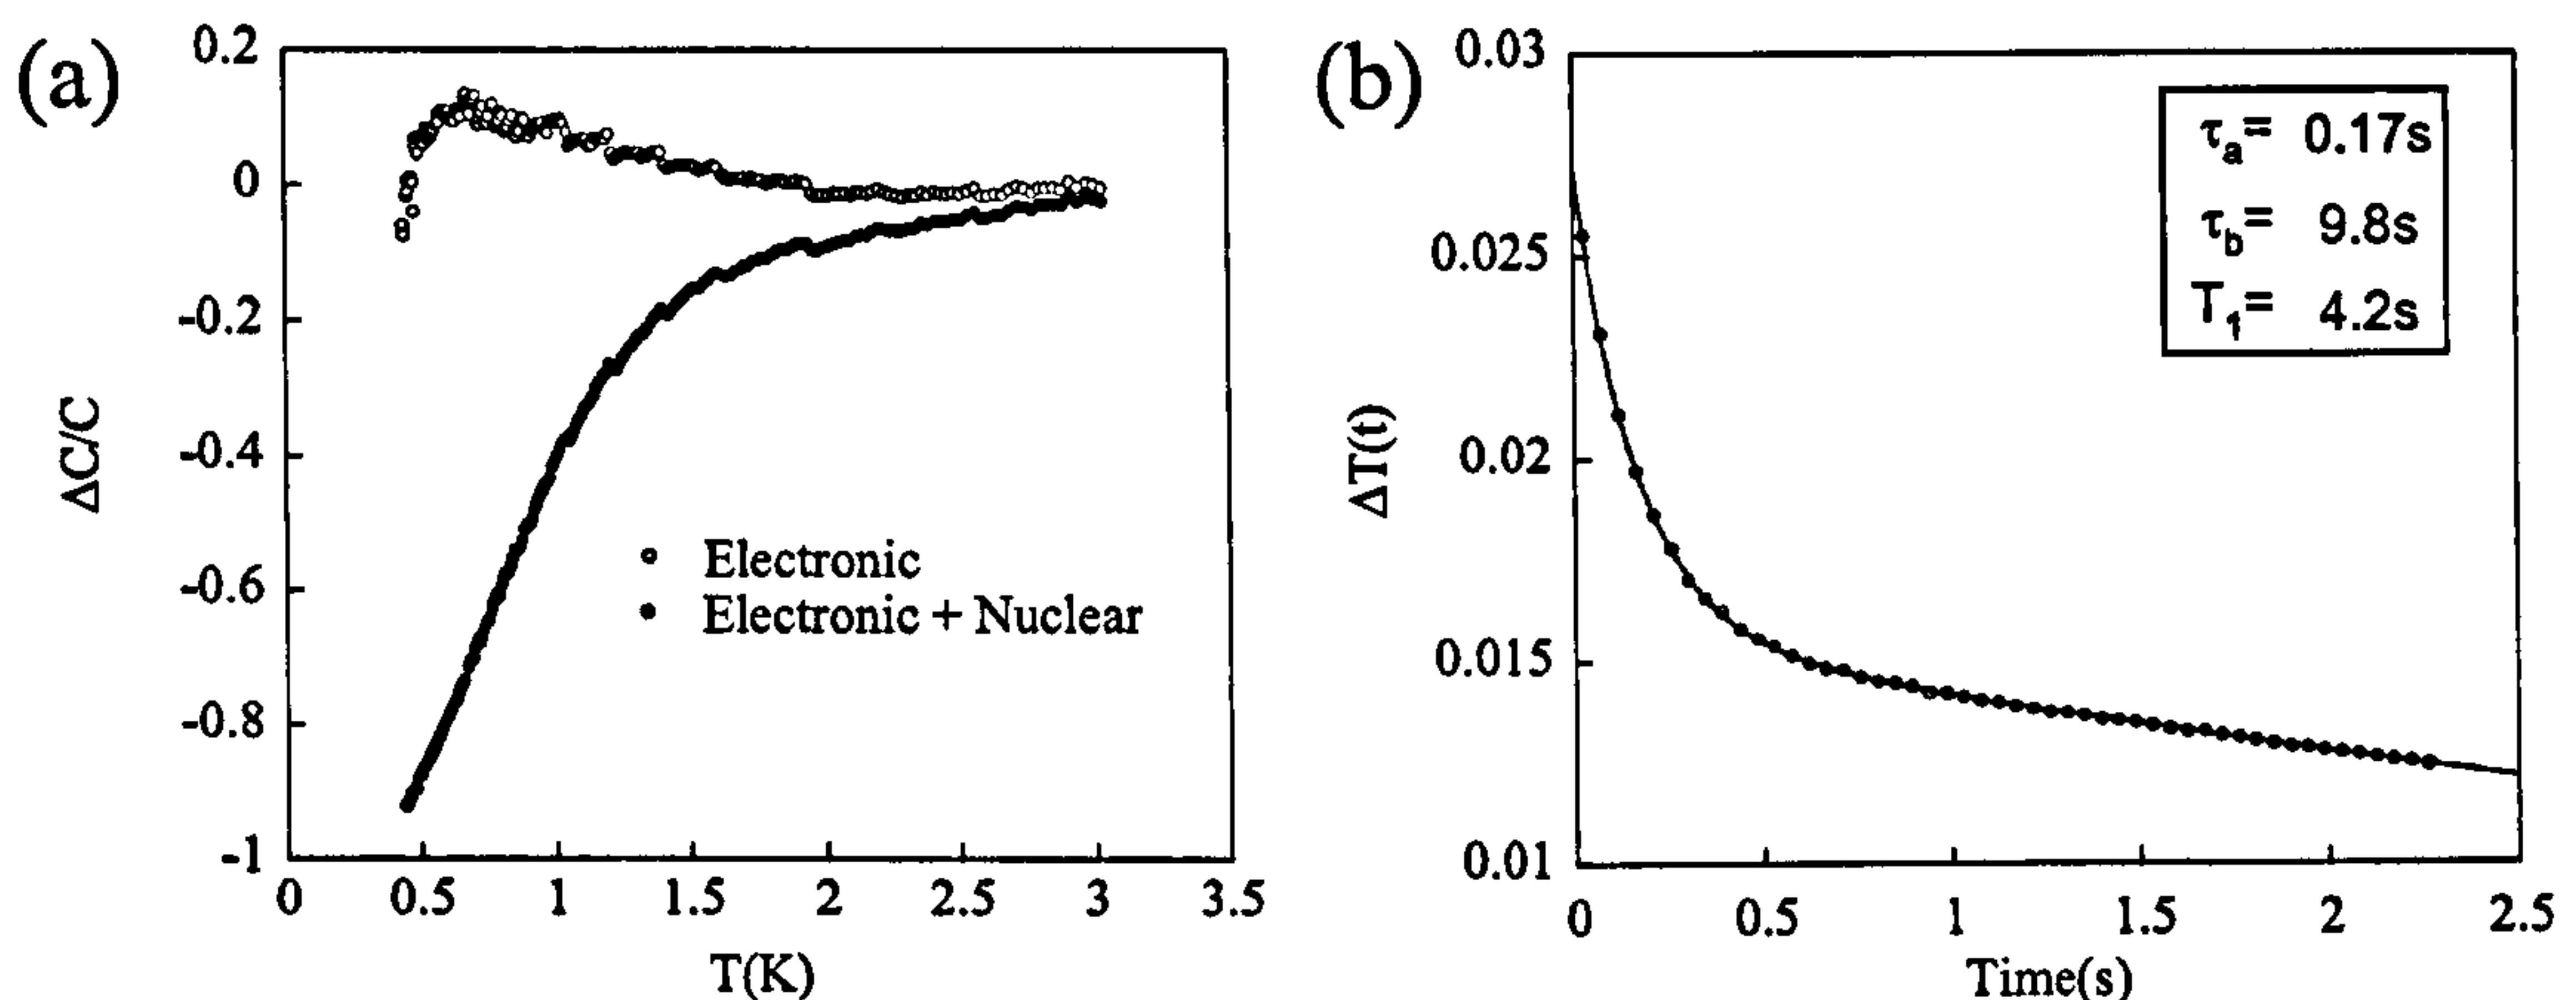 (a)
0.2
0
-0.2
-0.4
-0.6
-0.8
-1
ΔC/C
0 0.5 1 1.5 2 2.5 3 3.5
T(K)
Electronic
Electronic + Nuclear
(b)
0.03
0.025
0.02
0.015
0.01
ΔT(t)
0 0.5 1 1.5 2 2.5
Time(s)
τa= 0.17s
τb= 9.8s
T1= 4.2s